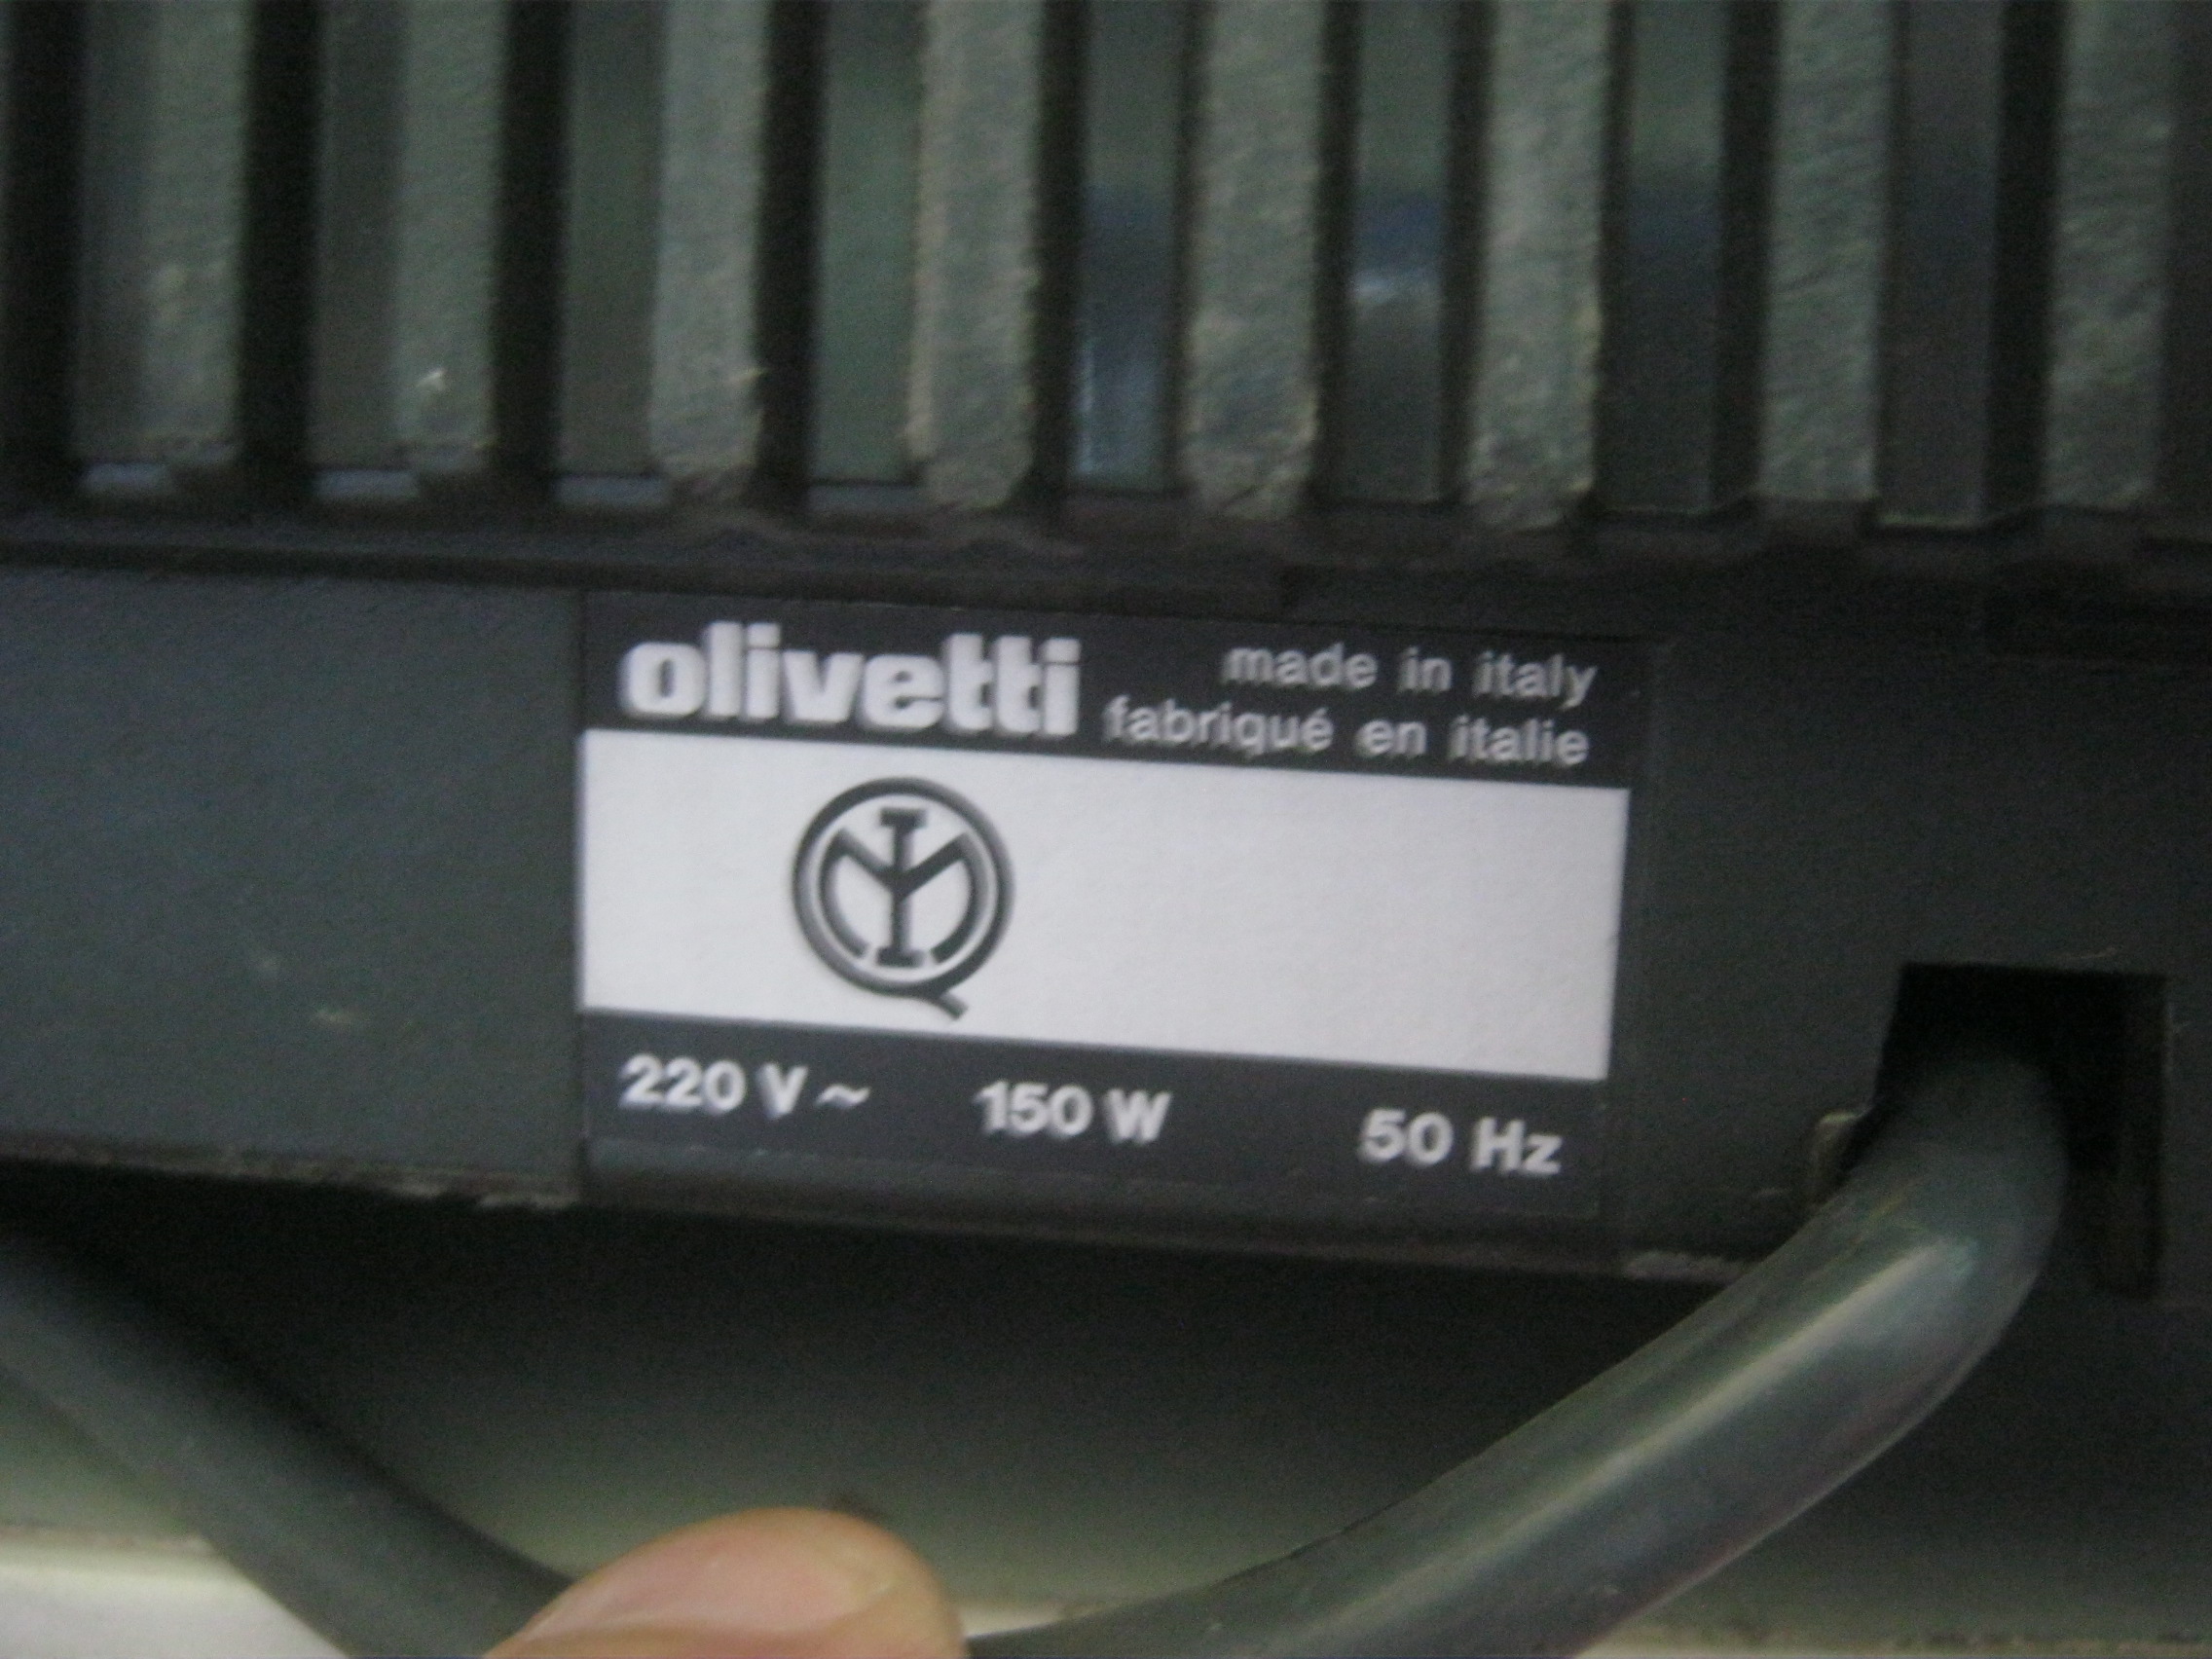 olivetti
made in italy
fabriqué en italie
220 V ~ 150 W 50 Hz